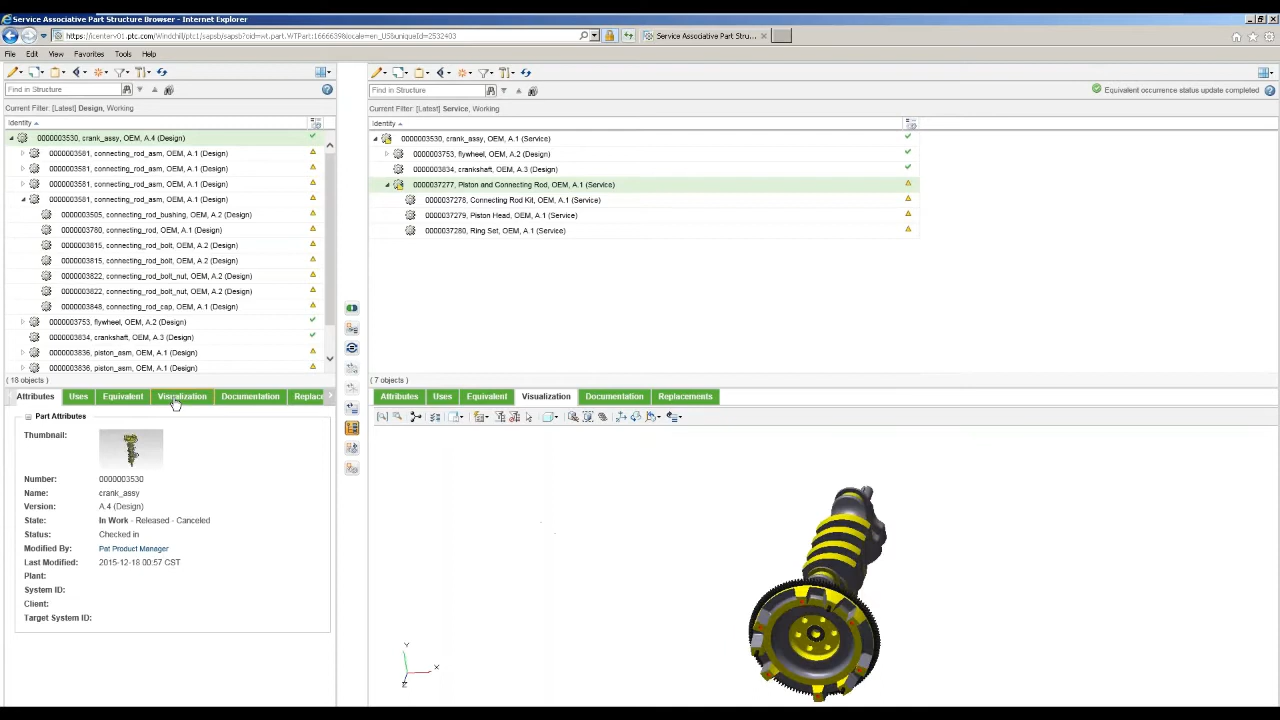 Service Associative Part Structure Browser - Internet Explorer
https://icenterv01.ptc.com/Windchill/ptc1/sapsb/sapsb?oid=wt.part.WTPart:1666639&locale=en_US&uniqueId=2532403
Service Associative Part Stru...
File Edit View Favorites Tools Help
Find in Structure
Current Filter: [Latest] Design, Working
Identity
0000003530, crank_assy, OEM, A.4 (Design)
0000003581, connecting_rod_asm, OEM, A.1 (Design)
0000003581, connecting_rod_asm, OEM, A.1 (Design)
0000003581, connecting_rod_asm, OEM, A.1 (Design)
0000003581, connecting_rod_asm, OEM, A.1 (Design)
0000003505, connecting_rod_bushing, OEM, A.2 (Design)
0000003780, connecting_rod, OEM, A.1 (Design)
0000003815, connecting_rod_bolt, OEM, A.2 (Design)
0000003815, connecting_rod_bolt, OEM, A.2 (Design)
0000003822, connecting_rod_bolt_nut, OEM, A.2 (Design)
0000003822, connecting_rod_bolt_nut, OEM, A.2 (Design)
0000003848, connecting_rod_cap, OEM, A.1 (Design)
0000003753, flywheel, OEM, A.2 (Design)
0000003834, crankshaft, OEM, A.3 (Design)
0000003836, piston_asm, OEM, A.1 (Design)
0000003836, piston_asm, OEM, A.1 (Design)
( 18 objects )
Attributes Uses Equivalent Visualization Documentation Replace
Part Attributes
Thumbnail:
Number: 0000003530
Name: crank_assy
Version: A.4 (Design)
State: In Work - Released - Canceled
Status: Checked in
Modified By: Pat Product Manager
Last Modified: 2015-12-18 00:57 CST
Plant:
System ID:
Client:
Target System ID:
Find in Structure
Equivalent occurrence status update completed
Current Filter: [Latest] Service, Working
Identity
0000003530, crank_assy, OEM, A.1 (Service)
0000003753, flywheel, OEM, A.2 (Design)
0000003834, crankshaft, OEM, A.3 (Design)
0000037277, Piston and Connecting Rod, OEM, A.1 (Service)
0000037278, Connecting Rod Kit, OEM, A.1 (Service)
0000037279, Piston Head, OEM, A.1 (Service)
0000037280, Ring Set, OEM, A.1 (Service)
( 7 objects )
Attributes Uses Equivalent Visualization Documentation Replacements
Y
X
Z